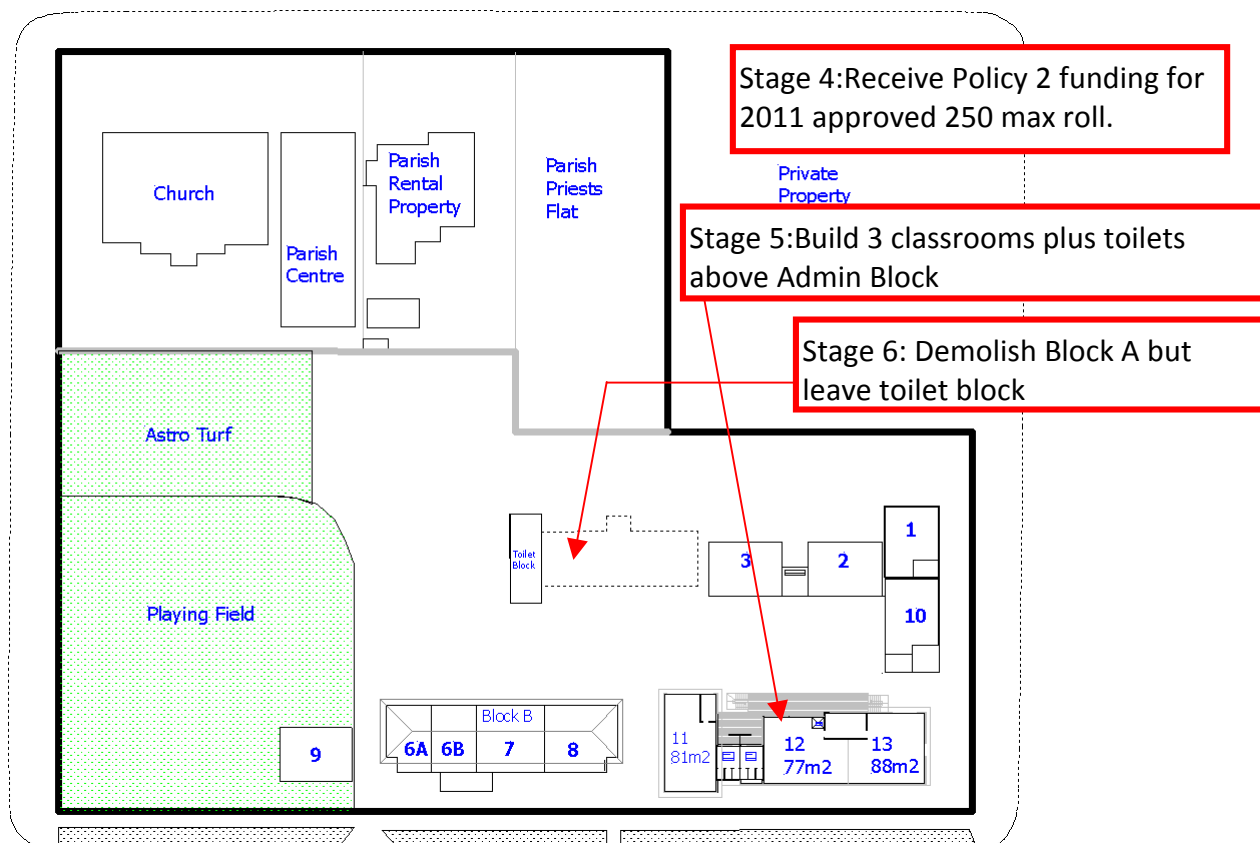 Stage 4:Receive Policy 2 funding for
2011 approved 250 max roll.
Church
Parish
Centre
Parish
Rental
Property
Parish
Priests
Flat
Private
Property
Stage 5:Build 3 classrooms plus toilets
above Admin Block
Stage 6: Demolish Block A but
leave toilet block
Astro Turf
Toilet
Block
3
2
1
10
Playing Field
9
Block B
6A 6B 7 8
11
81m2
12
77m2
13
88m2